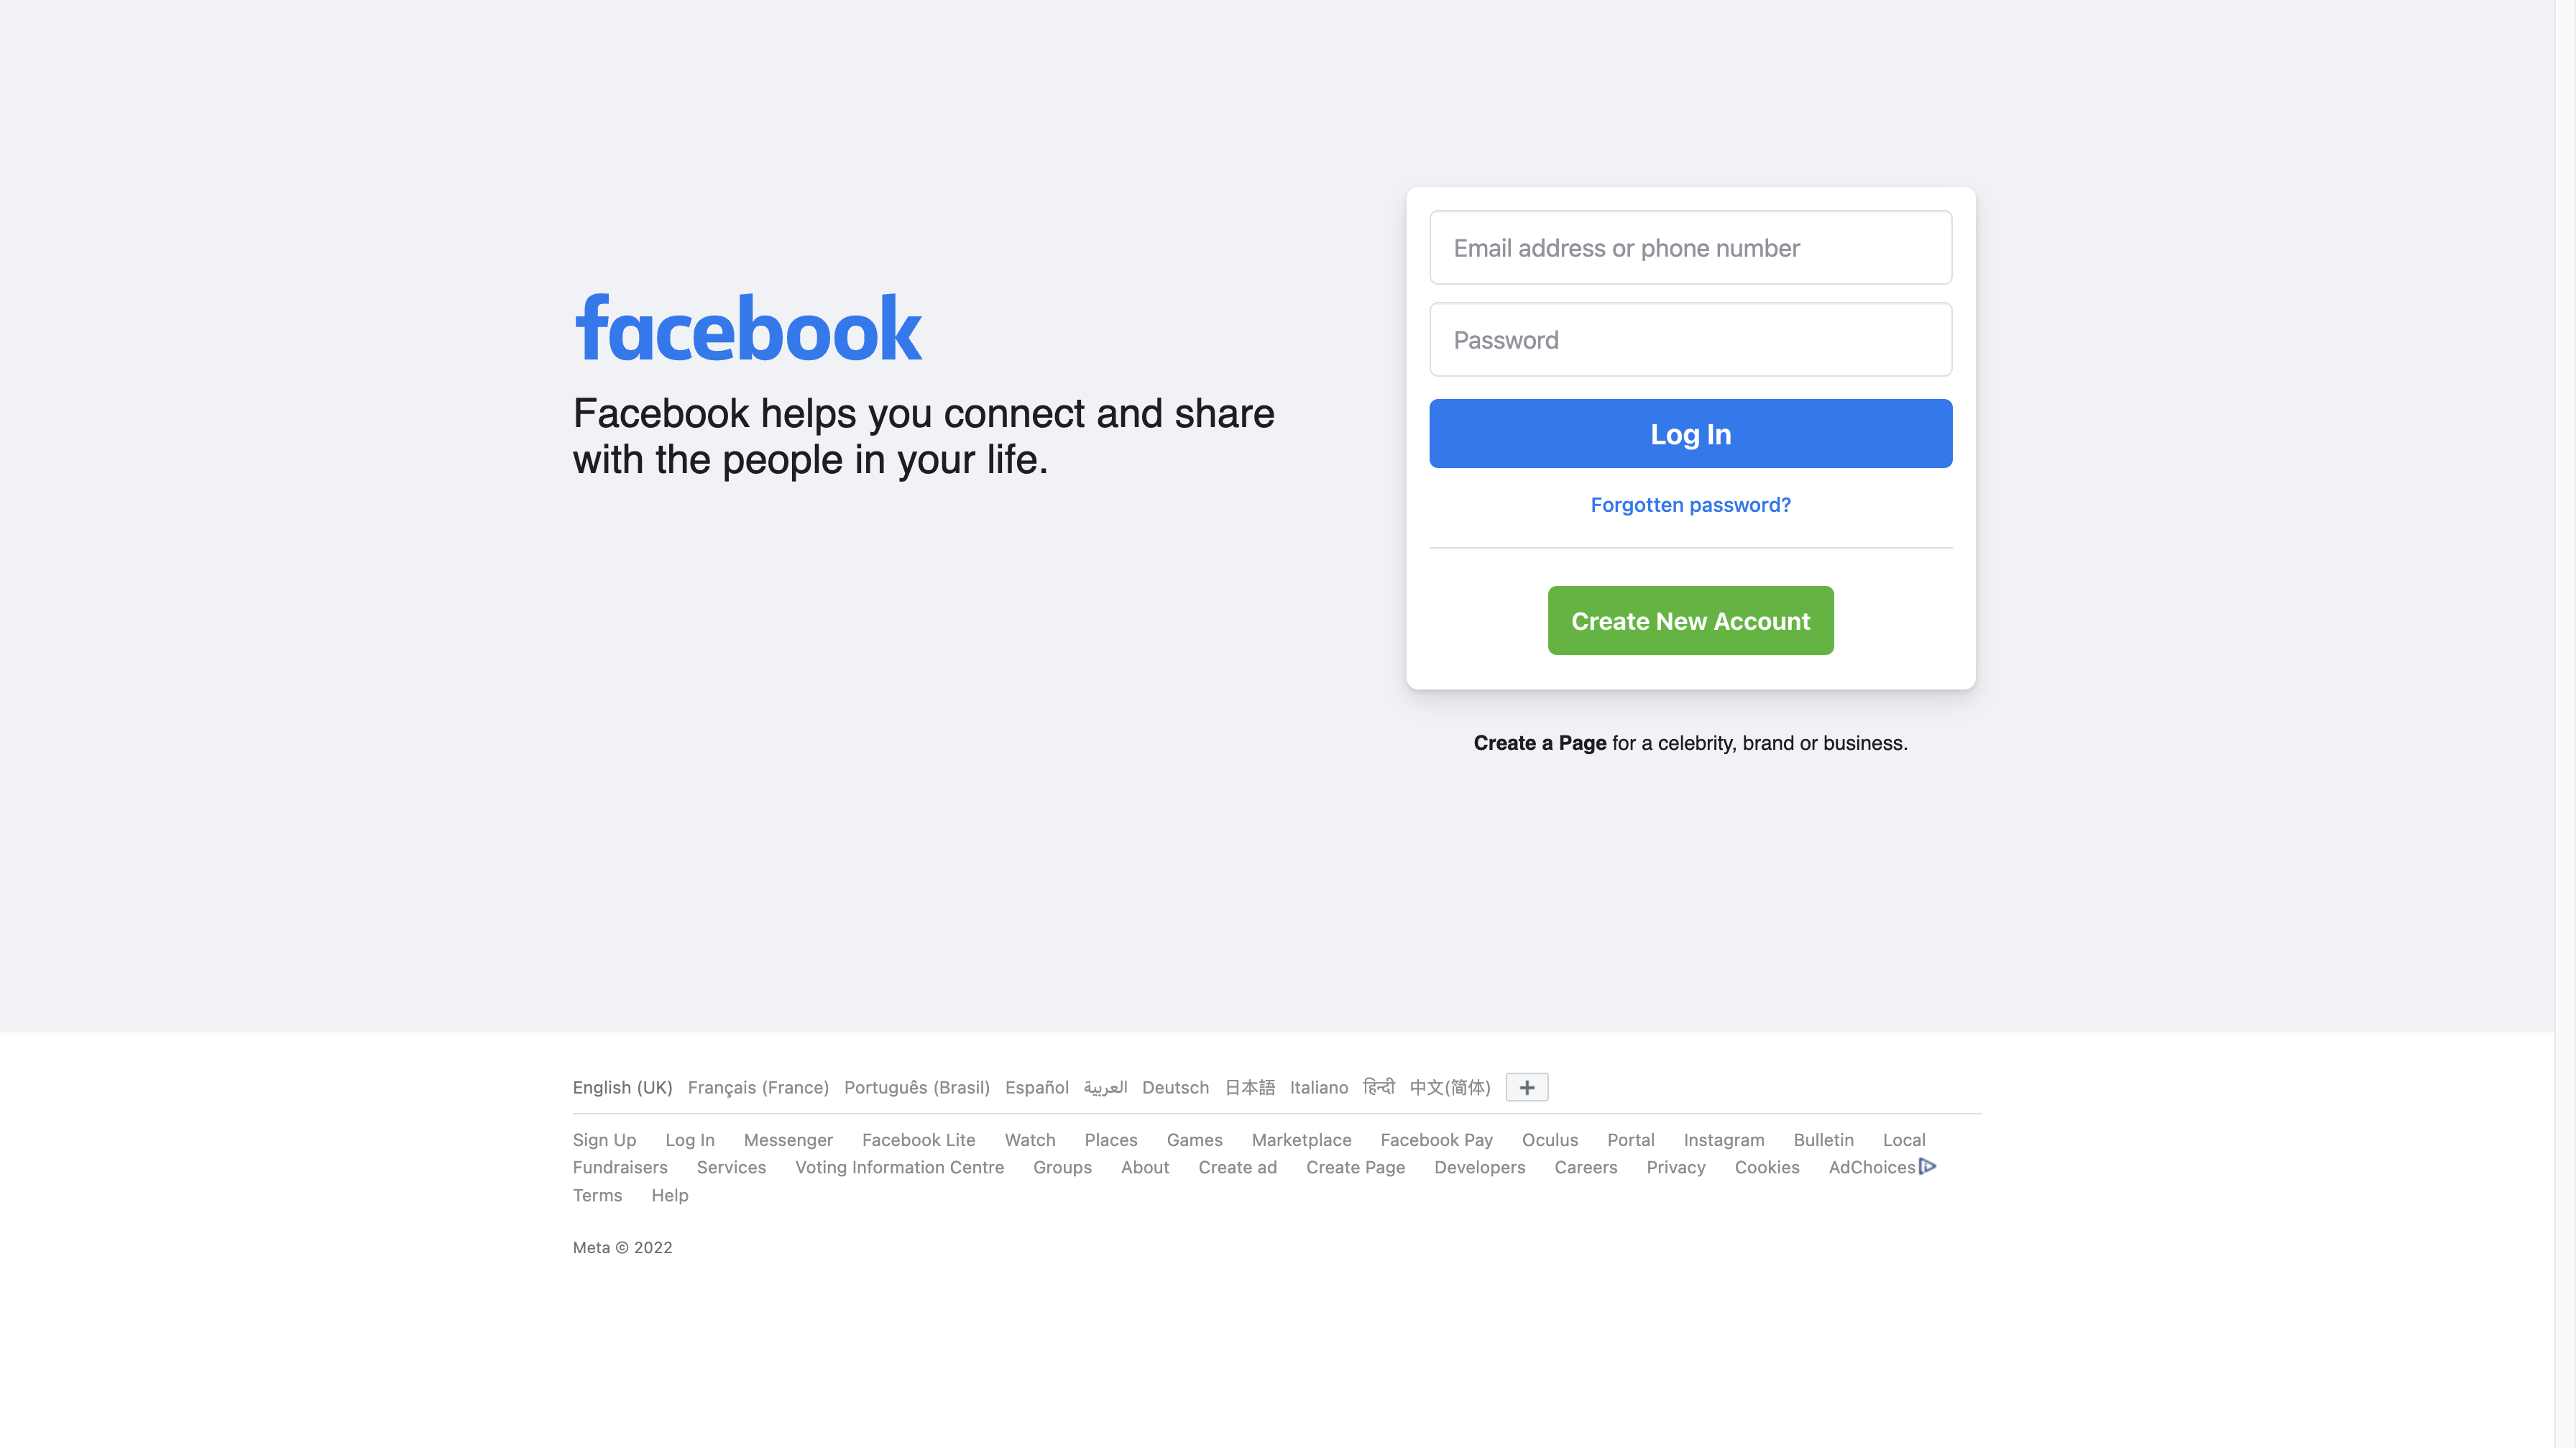 facebook
Facebook helps you connect and share
with the people in your life.
Email address or phone number
Password
Log In
Forgotten password?
Create New Account
Create a Page for a celebrity, brand or business.
English (UK) Français (France) Português (Brasil) Español العربية Deutsch 日本語 Italiano हिन्दी 中文(简体)
Sign Up Log In Messenger Facebook Lite Watch Places Games Marketplace Facebook Pay Oculus Portal Instagram Bulletin Local
Fundraisers Services Voting Information Centre Groups About Create ad Create Page Developers Careers Privacy Cookies AdChoices
Terms Help
Meta © 2022